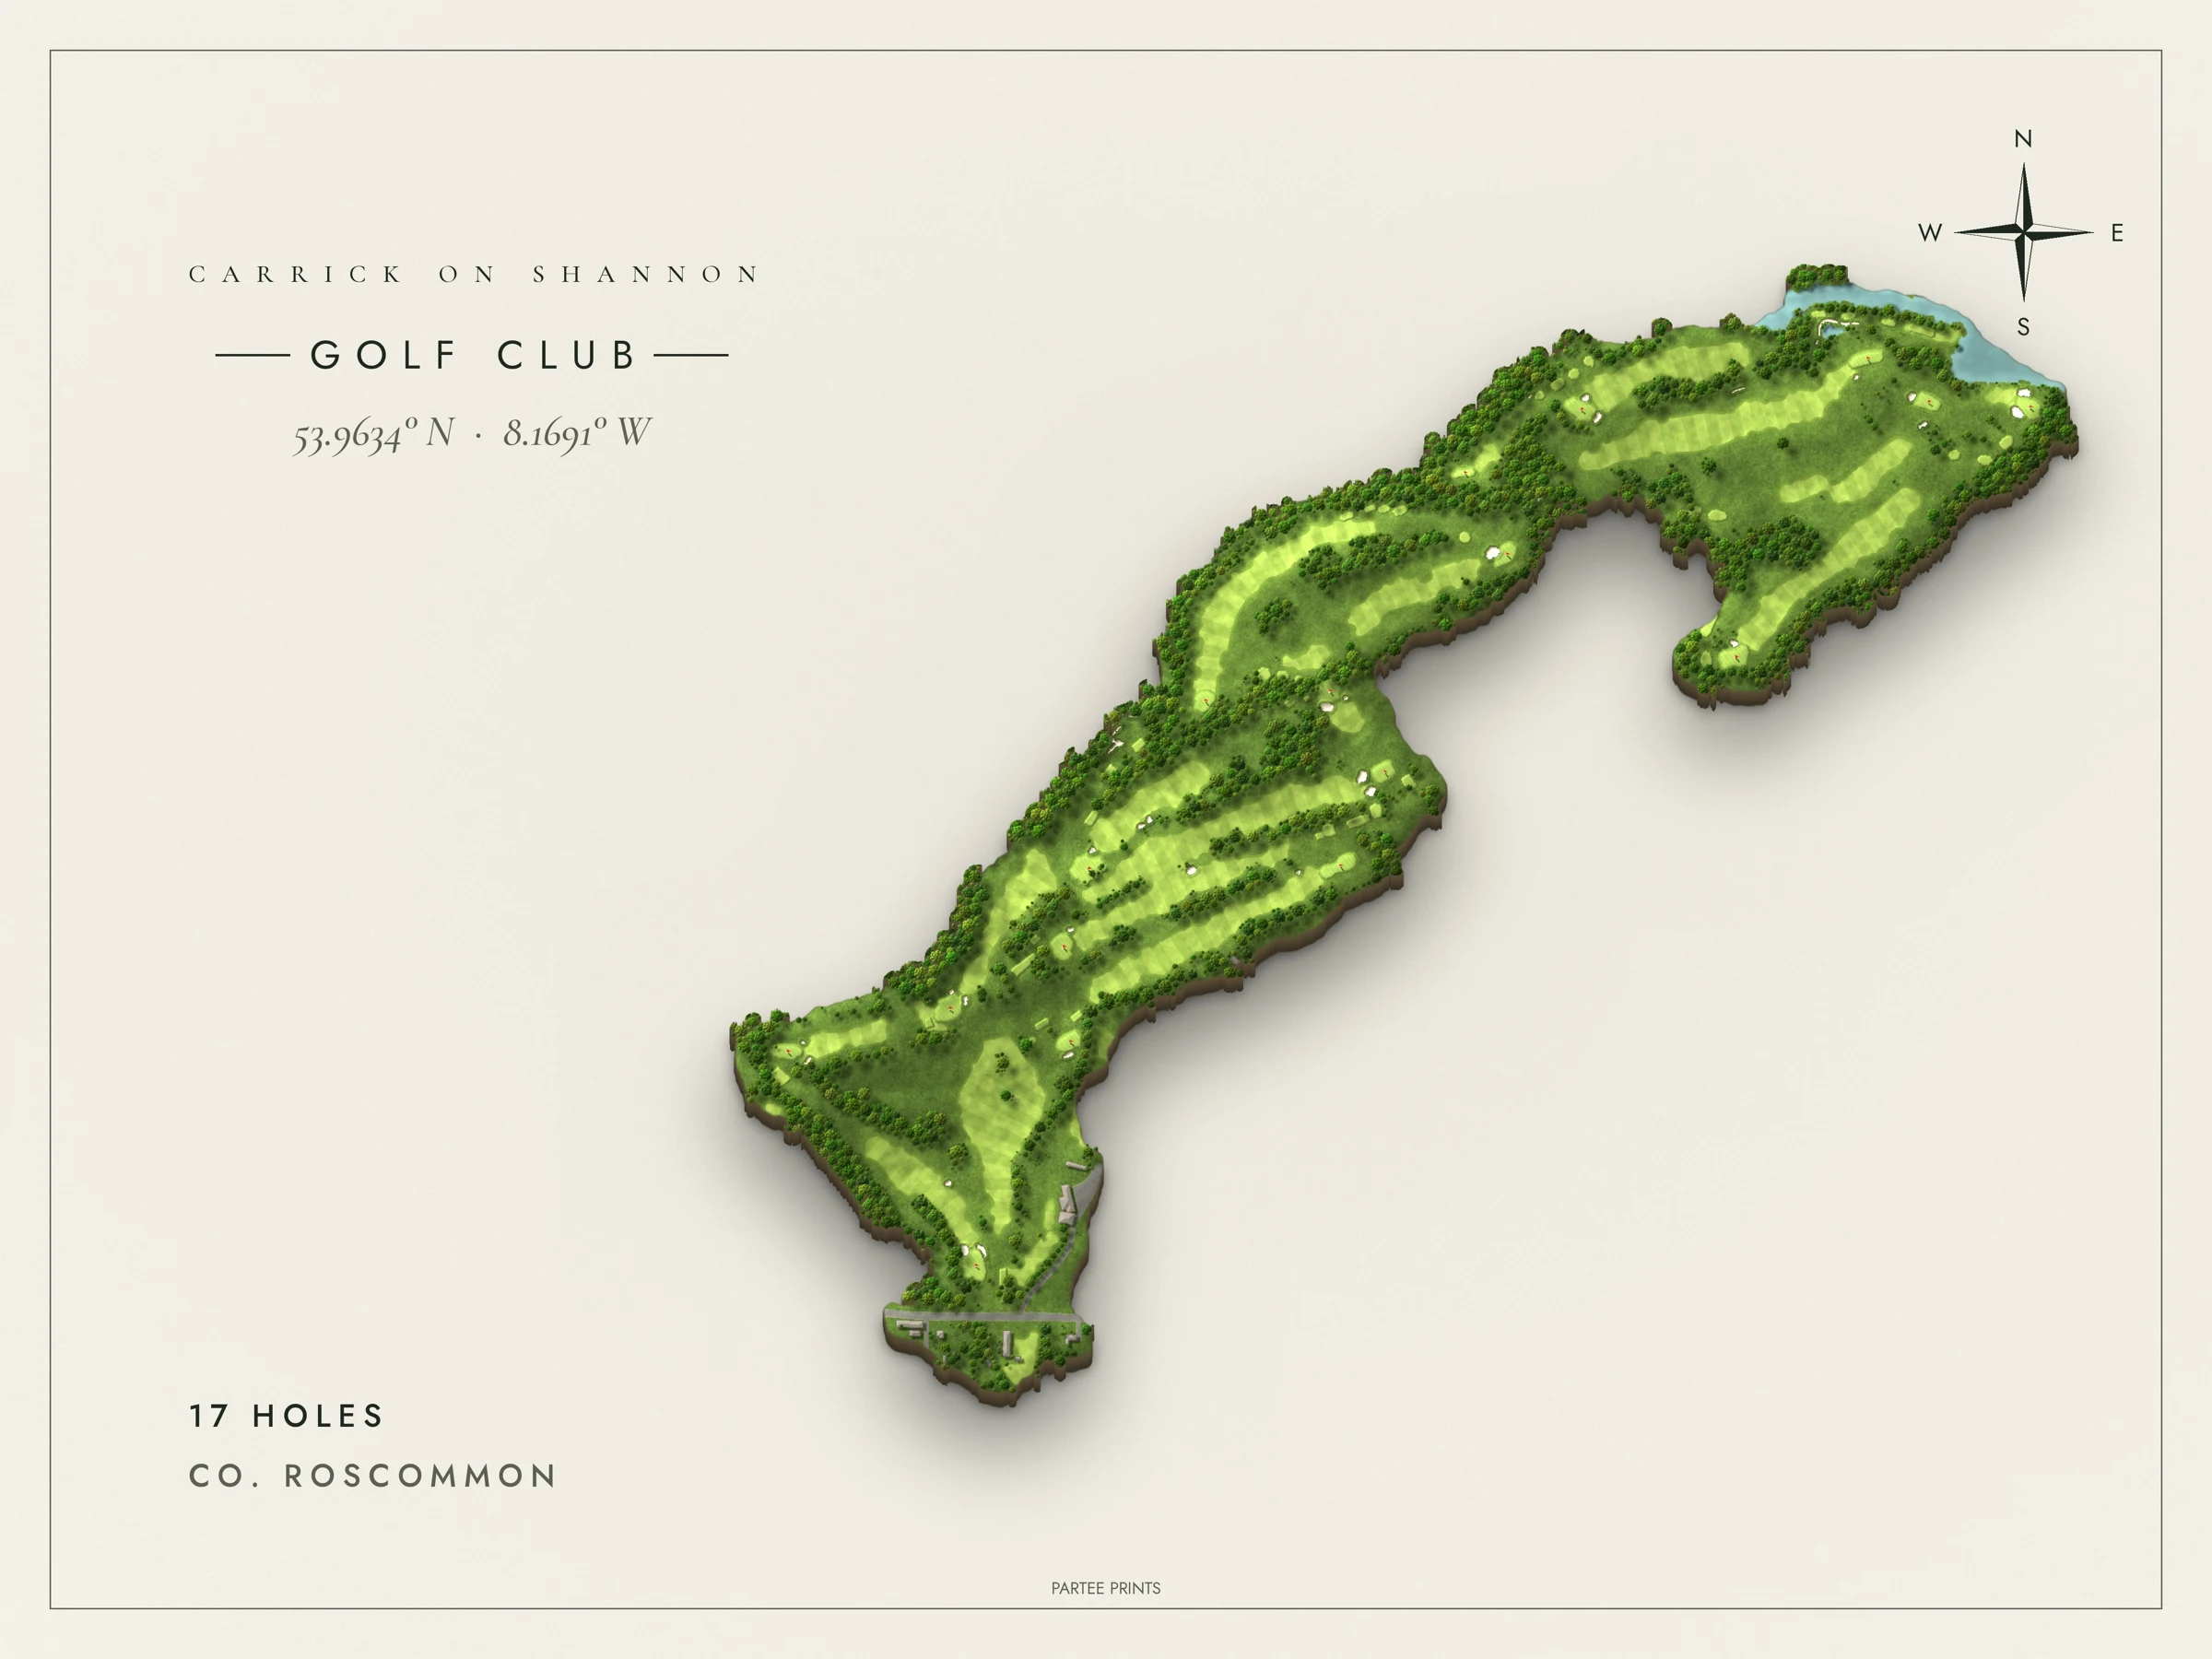 CARRICK ON SHANNON
GOLF CLUB
53.9634° N · 8.1691° W
N
W E
S
17 HOLES
CO. ROSCOMMON
PARTEE PRINTS